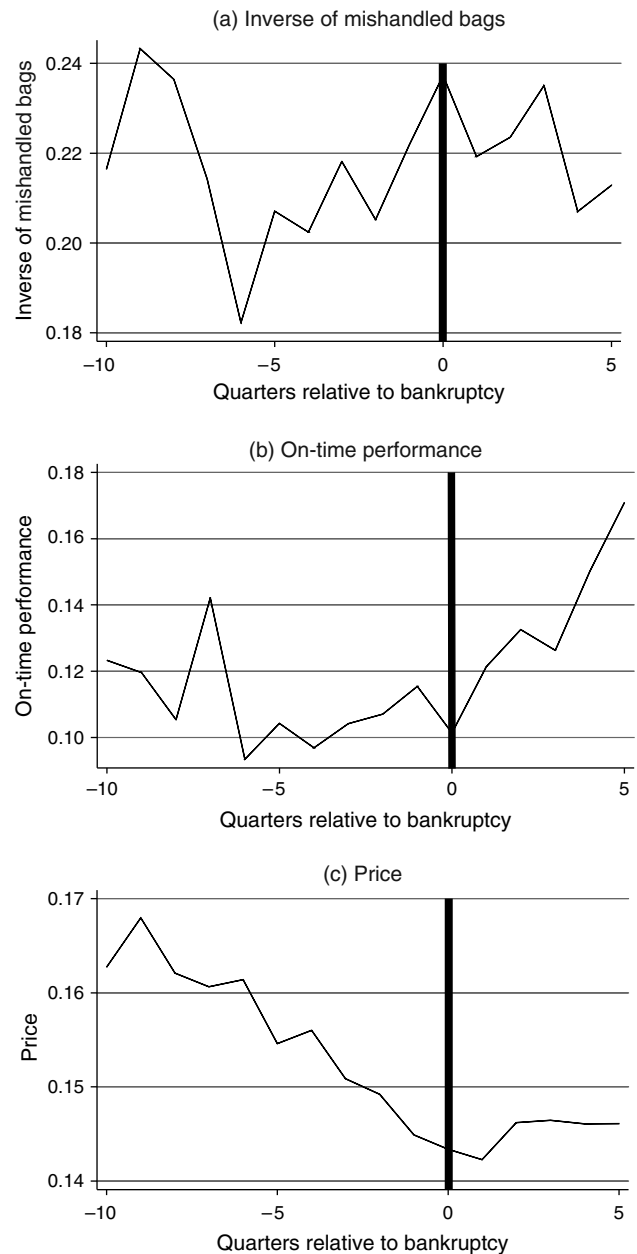 (a) Inverse of mishandled bags
Inverse of mishandled bags
0.24
0.22
0.20
0.18
–10
–5
0
5
Quarters relative to bankruptcy
(b) On-time performance
On-time performance
0.18
0.16
0.14
0.12
0.10
–10
–5
0
5
Quarters relative to bankruptcy
(c) Price
Price
0.17
0.16
0.15
0.14
–10
–5
0
5
Quarters relative to bankruptcy